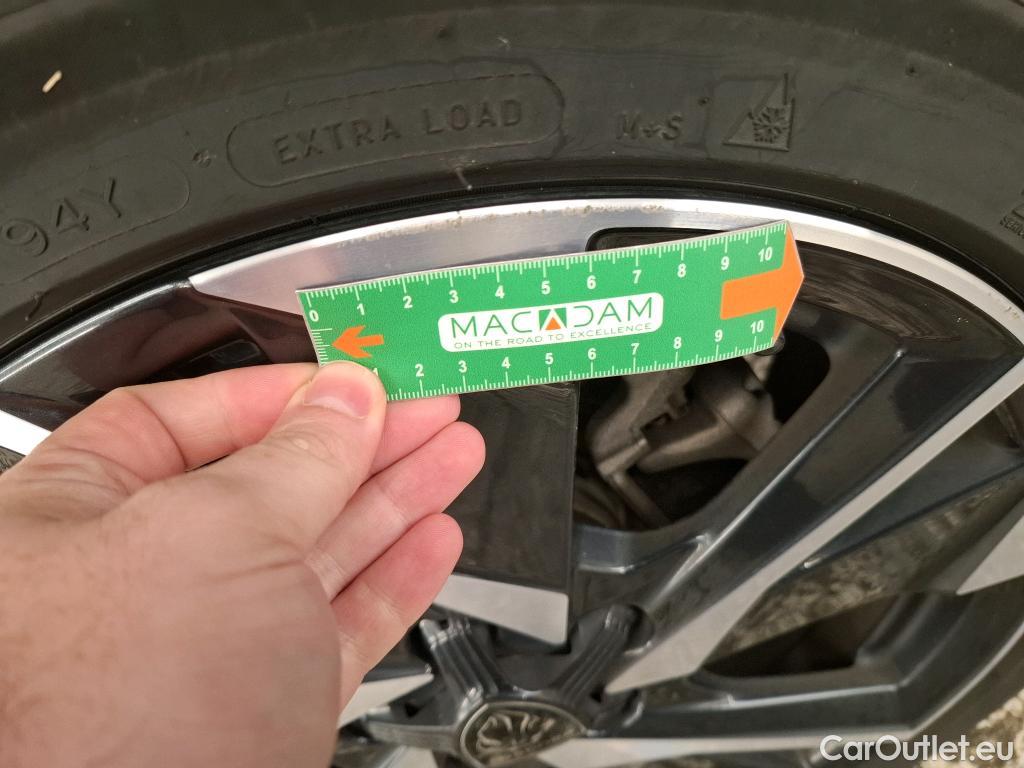 EXTRA LOAD
M+S
94Y
0 1 2 3 4 5 6 7 8 9 10
MACADAM
ON THE ROAD TO EXCELLENCE
1 2 3 4 5 6 7 8 9 10
CarOutlet.eu